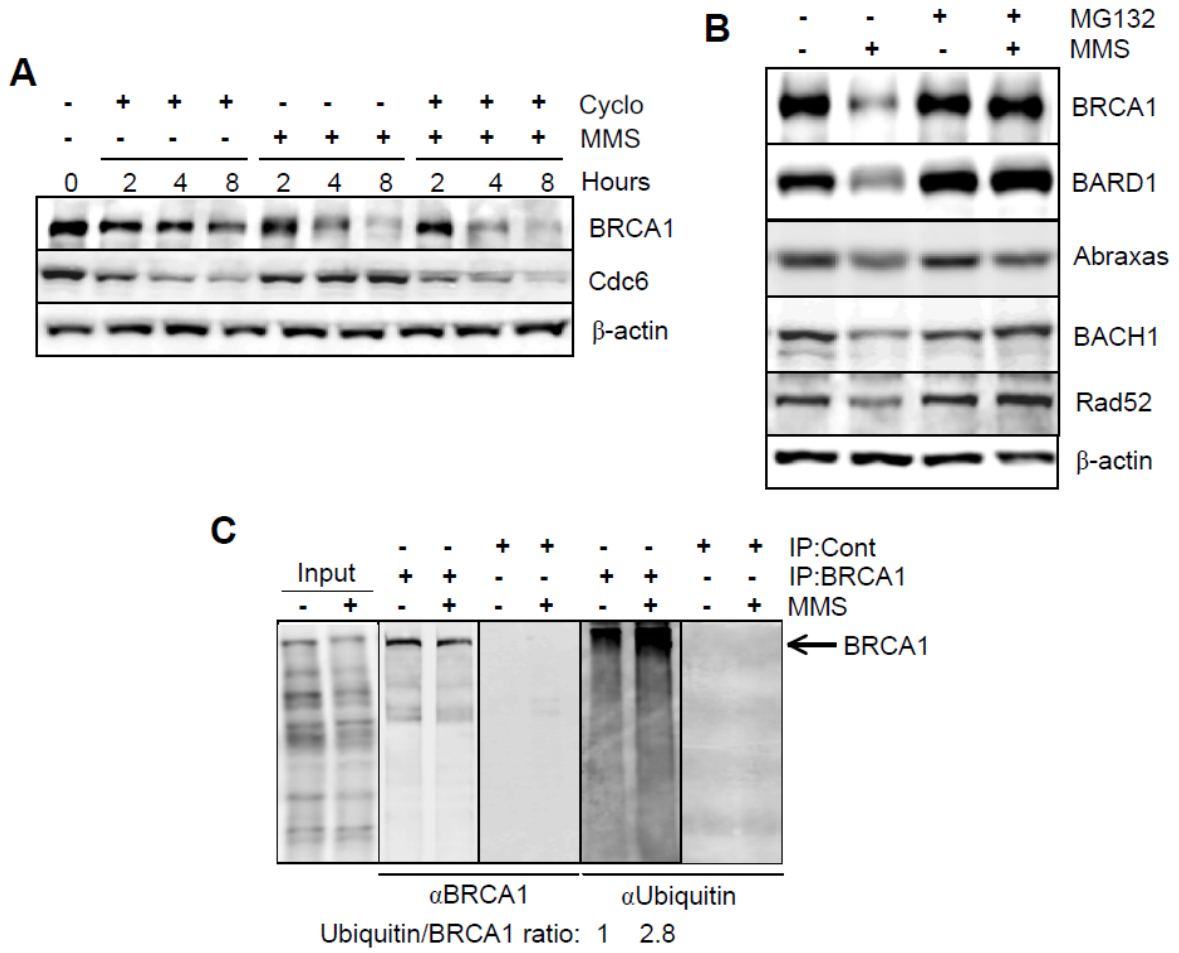 A
- + + + - - - + + + Cyclo
- - - - + + + + + + MMS
0 2 4 8 2 4 8 2 4 8 Hours
BRCA1
Cdc6
β-actin
B
- - + + MG132
- + - + MMS
BRCA1
BARD1
Abraxas
BACH1
Rad52
β-actin
C
- - + + - - + + IP:Cont
Input + + - - + + - - IP:BRCA1
- + - + - + - + - + MMS
BRCA1
αBRCA1 αUbiquitin
Ubiquitin/BRCA1 ratio: 1 2.8